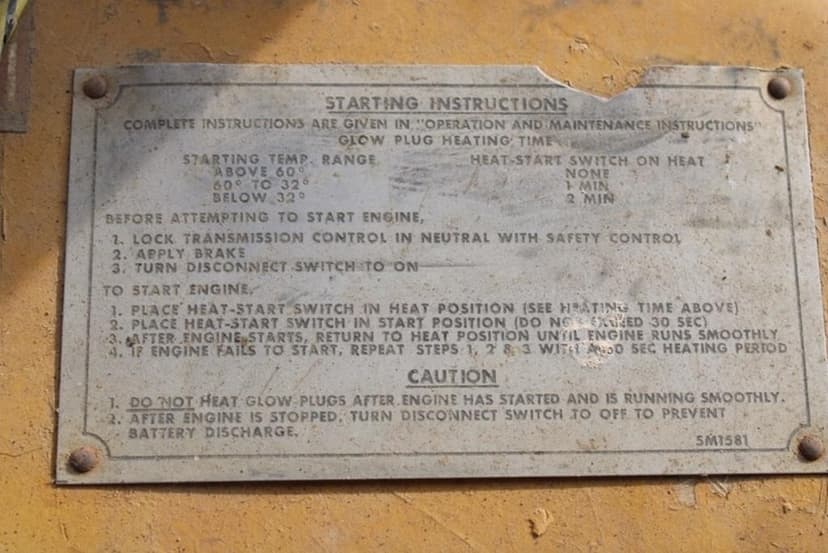 STARTING INSTRUCTIONS
COMPLETE INSTRUCTIONS ARE GIVEN IN "OPERATION AND MAINTENANCE INSTRUCTIONS"
GLOW PLUG HEATING TIME
STARTING TEMP. RANGE HEAT-START SWITCH ON HEAT
ABOVE 60° NONE
60° TO 32° 1 MIN
BELOW 32° 2 MIN
BEFORE ATTEMPTING TO START ENGINE,
1. LOCK TRANSMISSION CONTROL IN NEUTRAL WITH SAFETY CONTROL
2. APPLY BRAKE
3. TURN DISCONNECT SWITCH TO ON
TO START ENGINE,
1. PLACE HEAT-START SWITCH IN HEAT POSITION (SEE HEATING TIME ABOVE)
2. PLACE HEAT-START SWITCH IN START POSITION (DO NOT EXCEED 30 SEC)
3. AFTER ENGINE STARTS, RETURN TO HEAT POSITION UNTIL ENGINE RUNS SMOOTHLY
4. IF ENGINE FAILS TO START, REPEAT STEPS 1, 2 & 3 WITH A SEC HEATING PERIOD
CAUTION
1. DO NOT HEAT GLOW PLUGS AFTER ENGINE HAS STARTED AND IS RUNNING SMOOTHLY.
2. AFTER ENGINE IS STOPPED, TURN DISCONNECT SWITCH TO OFF TO PREVENT
BATTERY DISCHARGE.
5M1581